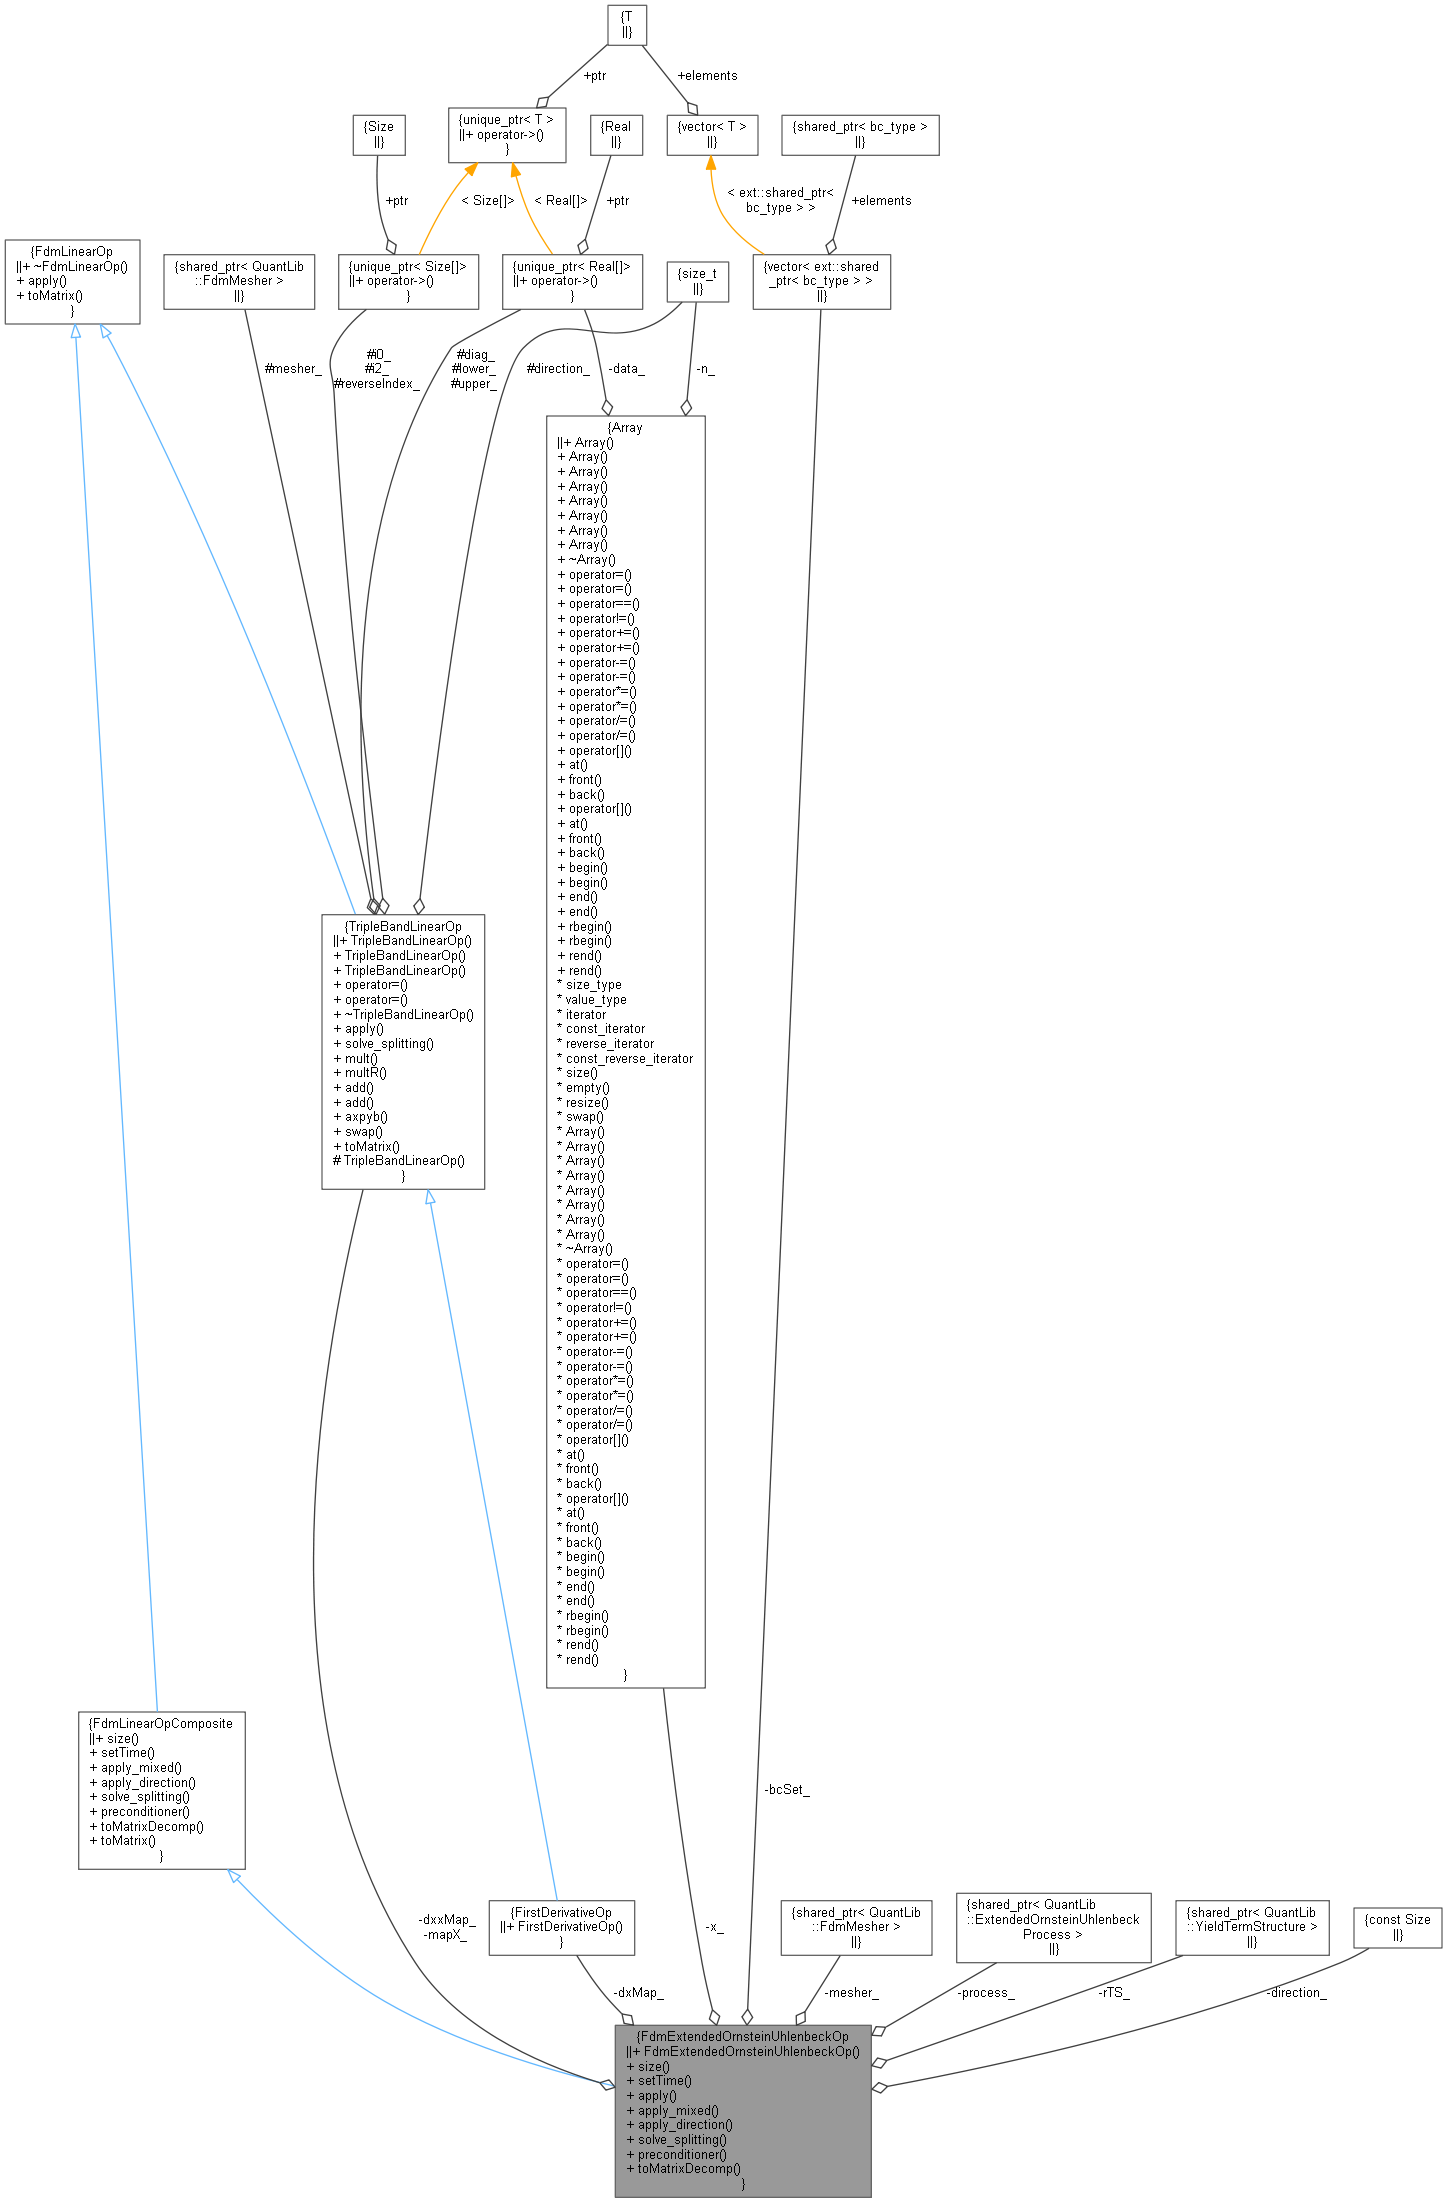 {T
||}
+ptr
+elements
{Size
||}
{unique_ptr< T >
||+ operator->()
}
{Real
||}
{vector< T >
||}
{shared_ptr< bc_type >
||}
+ptr
< Size[]>
< Real[]>
+ptr
< ext::shared_ptr<
bc_type > >
+elements
{FdmLinearOp
||+ ~FdmLinearOp()
+ apply()
+ toMatrix()
}
{shared_ptr< QuantLib
::FdmMesher >
||}
{unique_ptr< Size[]>
||+ operator->()
}
{unique_ptr< Real[]>
||+ operator->()
}
{size_t
||}
{vector< ext::shared
_ptr< bc_type > >
||}
#mesher_
#i0_
#i2_
#reverseIndex_
#diag_
#lower_
#upper_
#direction_
-data_
-n_
{Array
||+ Array()
+ Array()
+ Array()
+ Array()
+ Array()
+ Array()
+ Array()
+ Array()
+ ~Array()
+ operator=()
+ operator=()
+ operator==()
+ operator!=()
+ operator+=()
+ operator+=()
+ operator-=()
+ operator-=()
+ operator*=()
+ operator*=()
+ operator/=()
+ operator/=()
+ operator[]()
+ at()
+ front()
+ back()
+ operator[]()
+ at()
+ front()
+ back()
+ begin()
+ begin()
+ end()
+ end()
+ rbegin()
+ rbegin()
+ rend()
+ rend()
* size_type
* value_type
* iterator
* const_iterator
* reverse_iterator
* const_reverse_iterator
* size()
* empty()
* resize()
* swap()
* Array()
* Array()
* Array()
* Array()
* Array()
* Array()
* Array()
* Array()
* ~Array()
* operator=()
* operator=()
* operator==()
* operator!=()
* operator+=()
* operator+=()
* operator-=()
* operator-=()
* operator*=()
* operator*=()
* operator/=()
* operator/=()
* operator[]()
* at()
* front()
* back()
* operator[]()
* at()
* front()
* back()
* begin()
* begin()
* end()
* end()
* rbegin()
* rbegin()
* rend()
* rend()
}
{TripleBandLinearOp
||+ TripleBandLinearOp()
+ TripleBandLinearOp()
+ TripleBandLinearOp()
+ operator=()
+ operator=()
+ ~TripleBandLinearOp()
+ apply()
+ solve_splitting()
+ mult()
+ multR()
+ add()
+ add()
+ axpyb()
+ swap()
+ toMatrix()
# TripleBandLinearOp()
}
{FdmLinearOpComposite
||+ size()
+ setTime()
+ apply_mixed()
+ apply_direction()
+ solve_splitting()
+ preconditioner()
+ toMatrixDecomp()
+ toMatrix()
}
-bcSet_
{FirstDerivativeOp
||+ FirstDerivativeOp()
}
{shared_ptr< QuantLib
::FdmMesher >
||}
{shared_ptr< QuantLib
::ExtendedOrnsteinUhlenbeck
Process >
||}
{shared_ptr< QuantLib
::YieldTermStructure >
||}
{const Size
||}
-dxxMap_
-mapX_
-dxMap_
-x_
-mesher_
-process_
-rTS_
-direction_
{FdmExtendedOrnsteinUhlenbeckOp
||+ FdmExtendedOrnsteinUhlenbeckOp()
+ size()
+ setTime()
+ apply()
+ apply_mixed()
+ apply_direction()
+ solve_splitting()
+ preconditioner()
+ toMatrixDecomp()
}